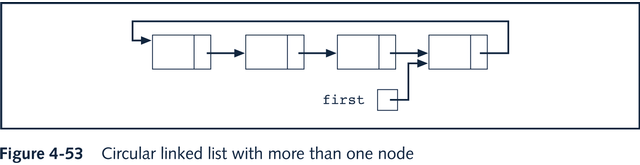 first
Figure 4-53 Circular linked list with more than one node